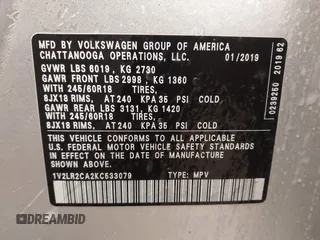 MFD BY VOLKSWAGEN GROUP OF AMERICA
CHATTANOOGA OPERATIONS, LLC. 01/2019
GVWR LBS 6019, KG 2730
GAWR FRONT LBS 2998, KG 1360
WITH 245/60R18 TIRES,
8JX18 RIMS, AT 240 KPA 35 PSI COLD
GAWR REAR LBS 3131, KG 1420
WITH 245/60R18 TIRES,
8JX18 RIMS, AT 240 KPA 35 PSI COLD
THIS VEHICLE CONFORMS TO ALL APPLICABLE
U.S. FEDERAL MOTOR VEHICLE SAFETY STANDARDS
IN EFFECT ON THE DATE OF MANUFACTURE
SHOWN ABOVE.
1V2LR2CA2KC533079 TYPE: MPV
0239250 2019 62
DREAMBID